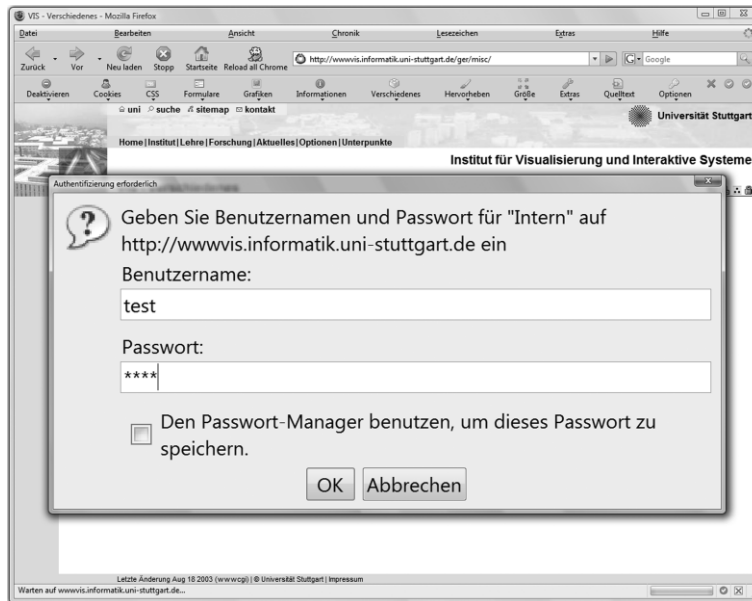 VIS - Verschiedenes - Mozilla Firefox
Datei Bearbeiten Ansicht Chronik Lesezeichen Extras Hilfe
http://wwwvis.informatik.uni-stuttgart.de/ger/misc/ G Google
Zurück Vor Neu laden Stopp Startseite Reload all Chrome
Deaktivieren Cookies CSS Formulare Grafiken Informationen Verschiedenes Hervorheben Größe Extras Quelltext Optionen
uni suche sitemap kontakt
Universität Stuttgart
Home|Institut|Lehre|Forschung|Aktuelles|Optionen|Unterpunkte
Institut für Visualisierung und Interaktive Systeme
Authentifizierung erforderlich
Geben Sie Benutzernamen und Passwort für "Intern" auf
http://wwwvis.informatik.uni-stuttgart.de ein
Benutzername:
test
Passwort:
****
Den Passwort-Manager benutzen, um dieses Passwort zu
speichern.
OK Abbrechen
Letzte Änderung Aug 18 2003 (wwwcgi) | © Universität Stuttgart | Impressum
Warten auf wwwvis.informatik.uni-stuttgart.de...